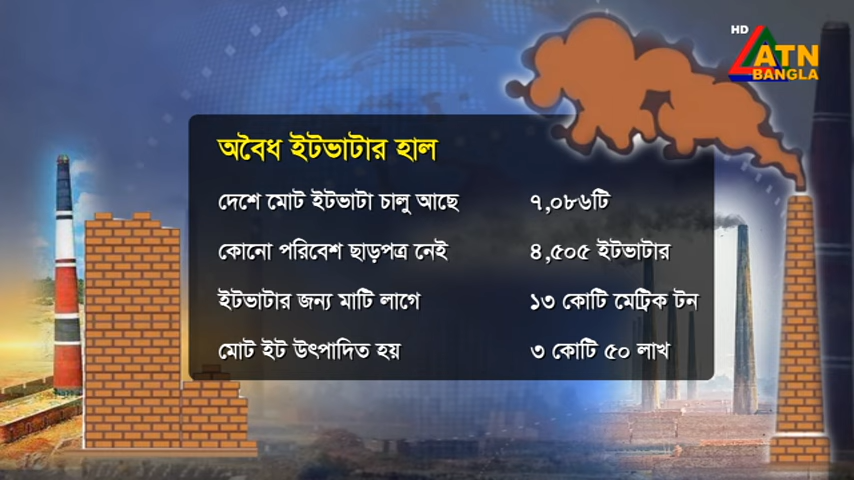 HD
ATN
BANGLA
অবৈধ ইটভাটার হাল
দেশে মোট ইটভাটা চালু আছে ৭,০৮৬টি
কোনো পরিবেশ ছাড়পত্র নেই ৪,৫০৫ ইটভাটার
ইটভাটার জন্য মাটি লাগে ১৩ কোটি মেট্রিক টন
মোট ইট উৎপাদিত হয় ৩ কোটি ৫০ লাখ